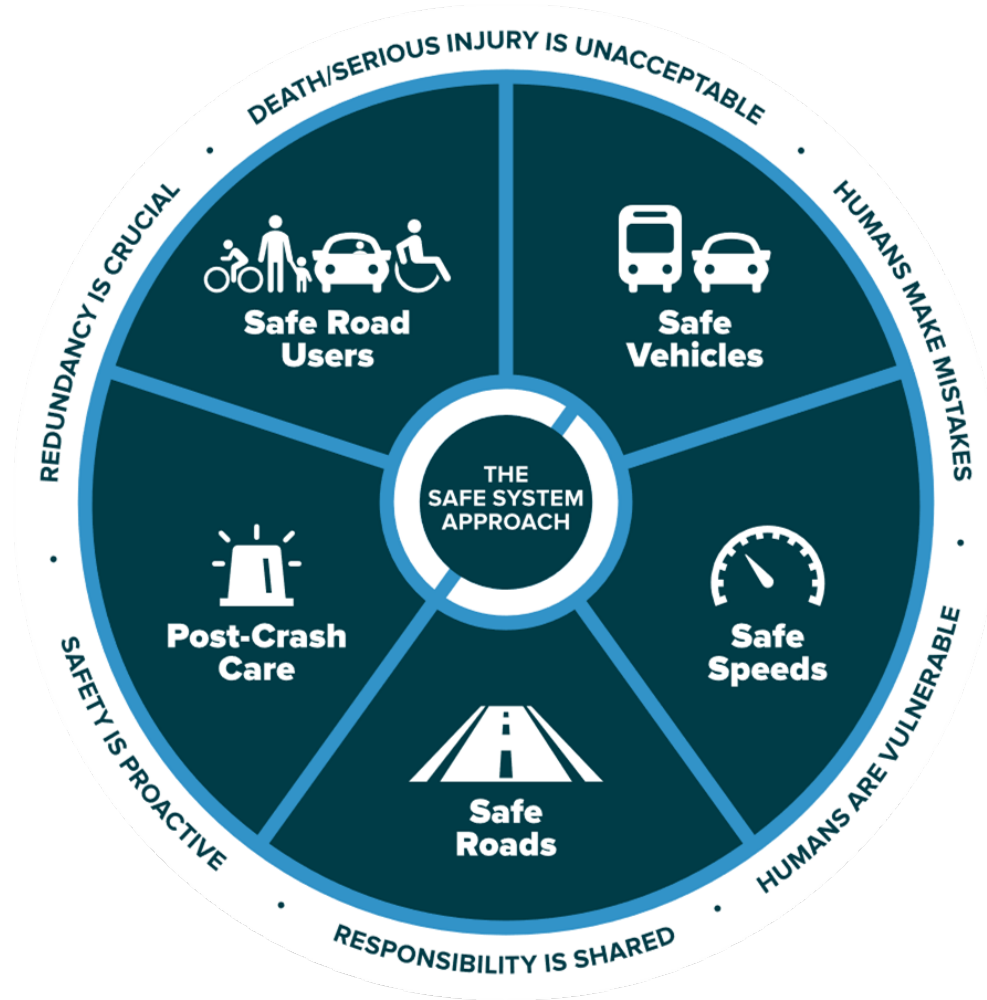 DEATH/SERIOUS INJURY IS UNACCEPTABLE
HUMANS MAKE MISTAKES
HUMANS ARE VULNERABLE
RESPONSIBILITY IS SHARED
SAFETY IS PROACTIVE
REDUNDANCY IS CRUCIAL
Safe Road
Users
Safe
Vehicles
Safe
Speeds
Safe
Roads
Post-Crash
Care
THE
SAFE SYSTEM
APPROACH